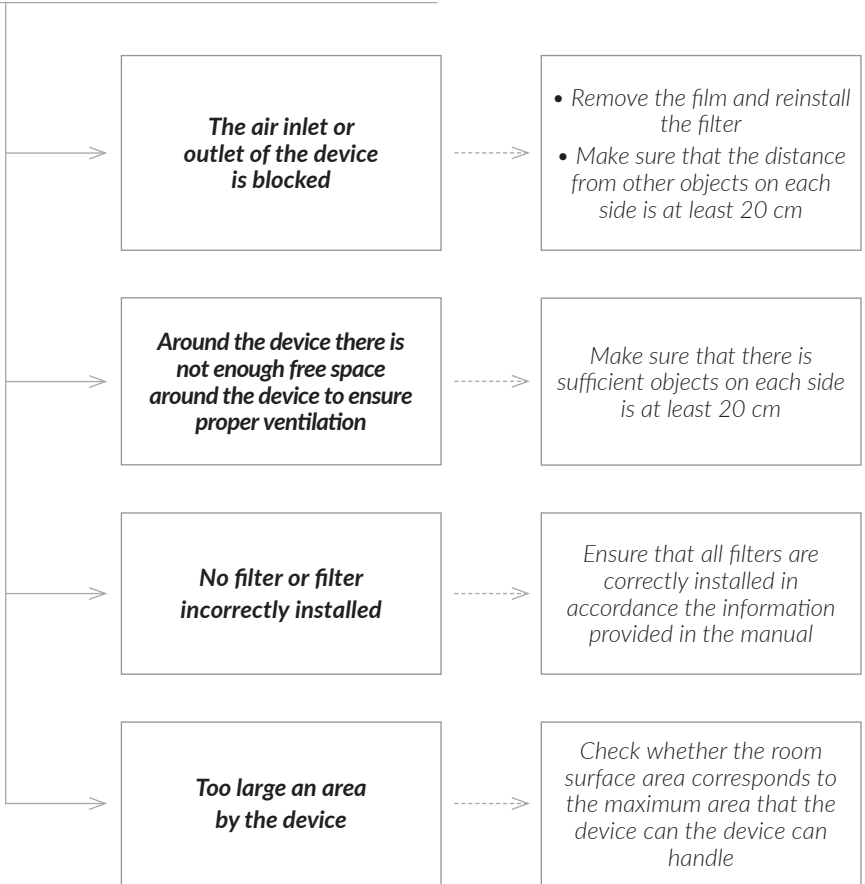 The air inlet or
outlet of the device
is blocked
• Remove the film and reinstall
the filter
• Make sure that the distance
from other objects on each
side is at least 20 cm
Around the device there is
not enough free space
around the device to ensure
proper ventilation
Make sure that there is
sufficient objects on each side
is at least 20 cm
No filter or filter
incorrectly installed
Ensure that all filters are
correctly installed in
accordance the information
provided in the manual
Too large an area
by the device
Check whether the room
surface area corresponds to
the maximum area that the
device can the device can
handle